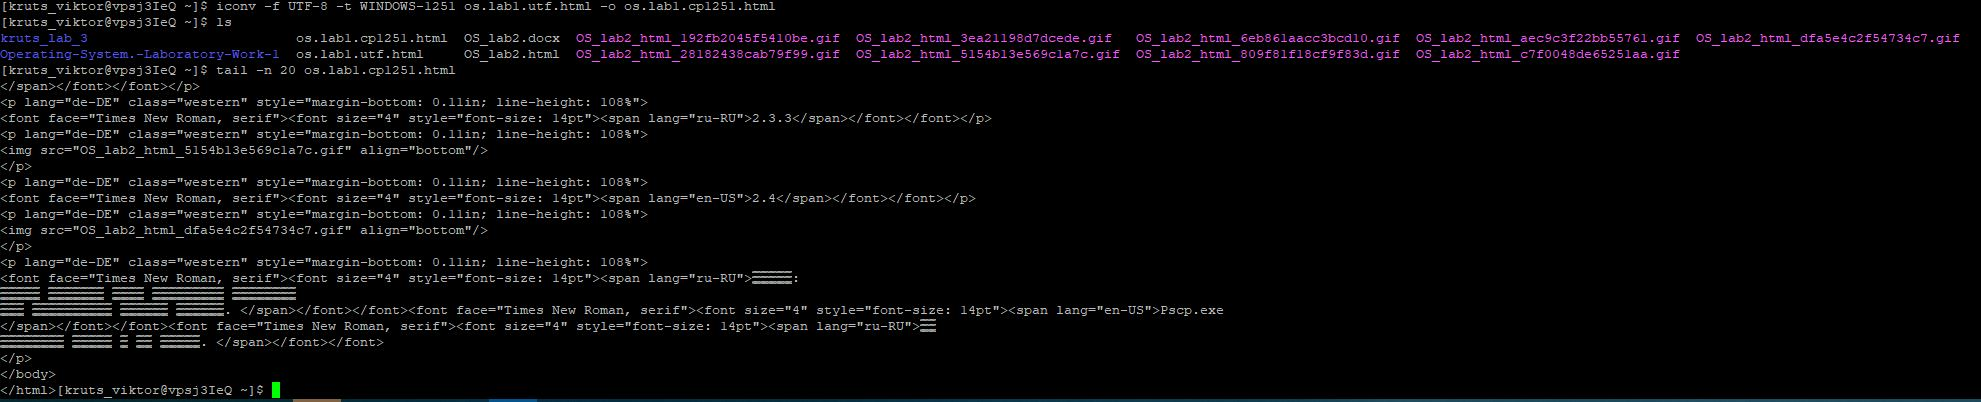 [kruts_viktor@vpsj3IeQ ~]$ iconv -f UTF-8 -t WINDOWS-1251 os.lab1.utf.html -o os.lab1.cp1251.html
[kruts_viktor@vpsj3IeQ ~]$ ls
kruts_lab_3 os.lab1.cp1251.html OS_lab2.docx OS_lab2_html_192fb2045f5410be.gif OS_lab2_html_3ea21198d7dcede.gif OS_lab2_html_6eb861aacc3bcd10.gif OS_lab2_html_aec9c3f22bb55761.gif OS_lab2_html_dfa5e4c2f54734c7.gif
Operating-System.-Laboratory-Work-1 os.lab1.utf.html OS_lab2.html OS_lab2_html_28182438cab79f99.gif OS_lab2_html_5154b13e569c1a7c.gif OS_lab2_html_809f81f18cf9f83d.gif OS_lab2_html_c7f0048de65251aa.gif
[kruts_viktor@vpsj3IeQ ~]$ tail -n 20 os.lab1.cp1251.html
</span></font></font></p>
<p lang="de-DE" class="western" style="margin-bottom: 0.11in; line-height: 108%">
<font face="Times New Roman, serif"><font size="4" style="font-size: 14pt"><span lang="ru-RU">2.3.3</span></font></font></p>
<p lang="de-DE" class="western" style="margin-bottom: 0.11in; line-height: 108%">
<img src="OS_lab2_html_5154b13e569c1a7c.gif" align="bottom"/>
</p>
<p lang="de-DE" class="western" style="margin-bottom: 0.11in; line-height: 108%">
<font face="Times New Roman, serif"><font size="4" style="font-size: 14pt"><span lang="en-US">2.4</span></font></font></p>
<p lang="de-DE" class="western" style="margin-bottom: 0.11in; line-height: 108%">
<img src="OS_lab2_html_dfa5e4c2f54734c7.gif" align="bottom"/>
</p>
<p lang="de-DE" class="western" style="margin-bottom: 0.11in; line-height: 108%">
<font face="Times New Roman, serif"><font size="4" style="font-size: 14pt"><span lang="ru-RU">:
. </span></font></font><font face="Times New Roman, serif"><font size="4" style="font-size: 14pt"><span lang="en-US">Pscp.exe
</span></font></font><font face="Times New Roman, serif"><font size="4" style="font-size: 14pt"><span lang="ru-RU">
. </span></font></font>
</p>
</body>
</html>[kruts_viktor@vpsj3IeQ ~]$